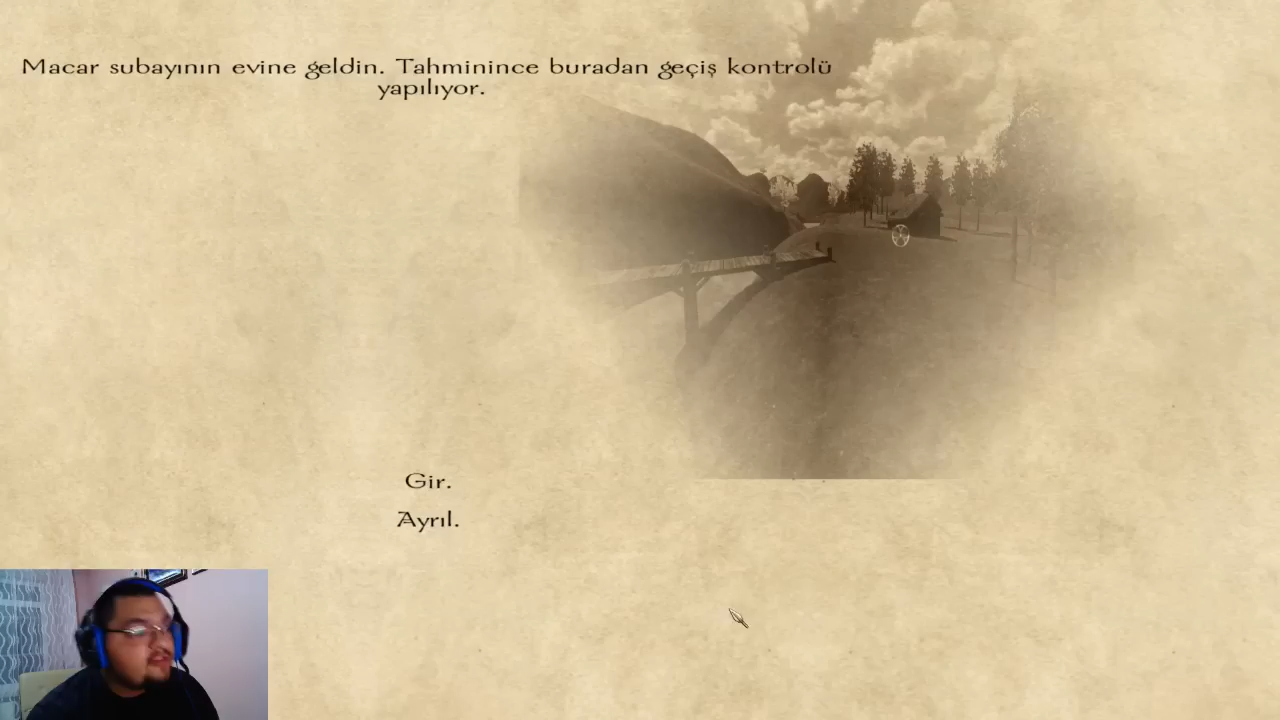 Macar subayının evine geldin. Tahminince buradan geçiş kontrolü
yapılıyor.
Gir.
Ayrıl.